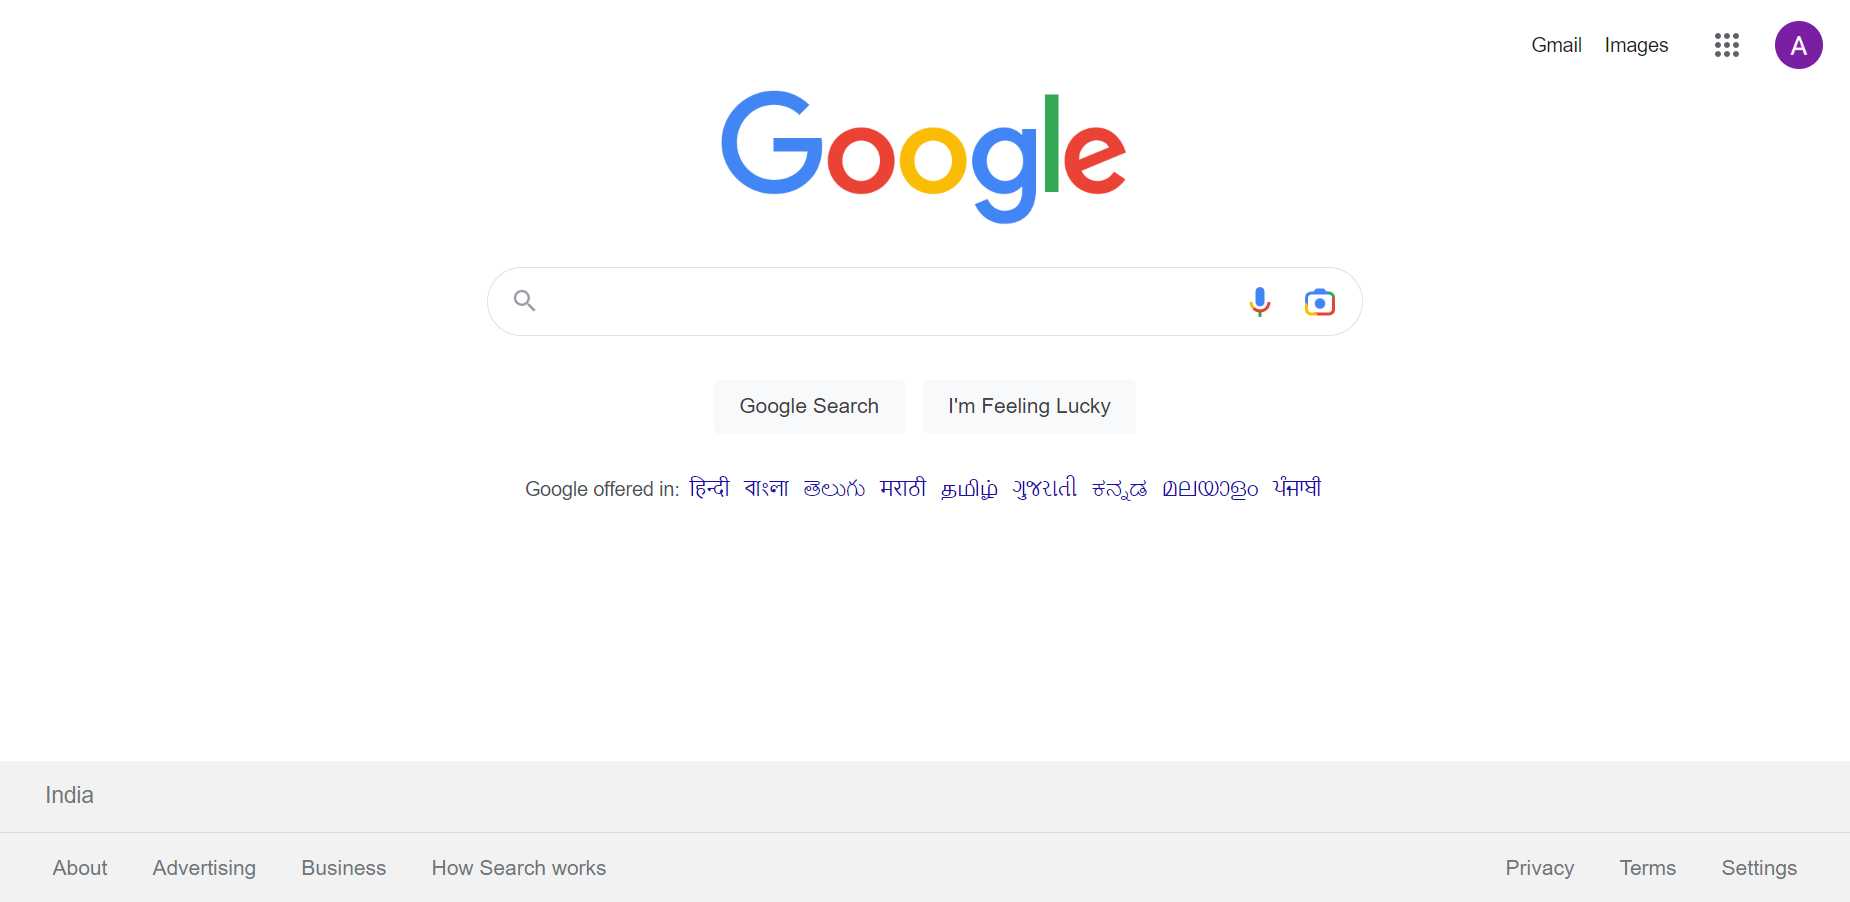 Gmail Images A
Google
Google Search I'm Feeling Lucky
Google offered in: हिन्दी বাংলা తెలుగు मराठी தமிழ் ગુજરાતી ಕನ್ನಡ മലയാളം ਪੰਜਾਬੀ
India
About Advertising Business How Search works Privacy Terms Settings